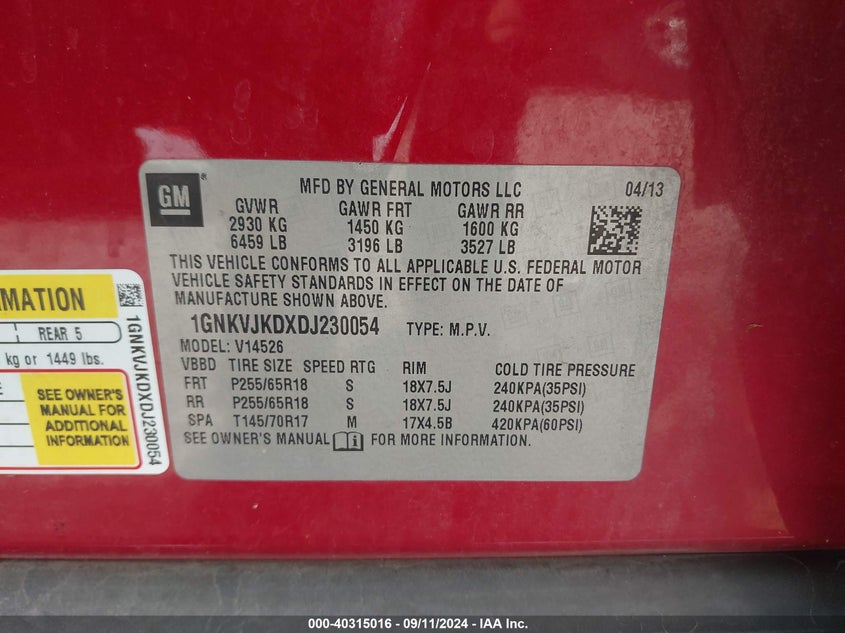 GM
MFD BY GENERAL MOTORS LLC 04/13
GVWR GAWR FRT GAWR RR
2930 KG 1450 KG 1600 KG
6459 LB 3196 LB 3527 LB
THIS VEHICLE CONFORMS TO ALL APPLICABLE U.S. FEDERAL MOTOR
VEHICLE SAFETY STANDARDS IN EFFECT ON THE DATE OF
MANUFACTURE SHOWN ABOVE.
1GNKVJKDXDJ230054 TYPE: M.P.V.
MODEL: V14526
VBBD TIRE SIZE SPEED RTG RIM COLD TIRE PRESSURE
FRT P255/65R18 S 18X7.5J 240KPA(35PSI)
RR P255/65R18 S 18X7.5J 240KPA(35PSI)
SPA T145/70R17 M 17X4.5B 420KPA(60PSI)
SEE OWNER'S MANUAL FOR MORE INFORMATION.
REAR 5
kg or 1449 lbs.
SEE OWNER'S
MANUAL FOR
ADDITIONAL
INFORMATION
1GNKVJKDXDJ230054
000-40315016 - 09/11/2024 - IAA Inc.